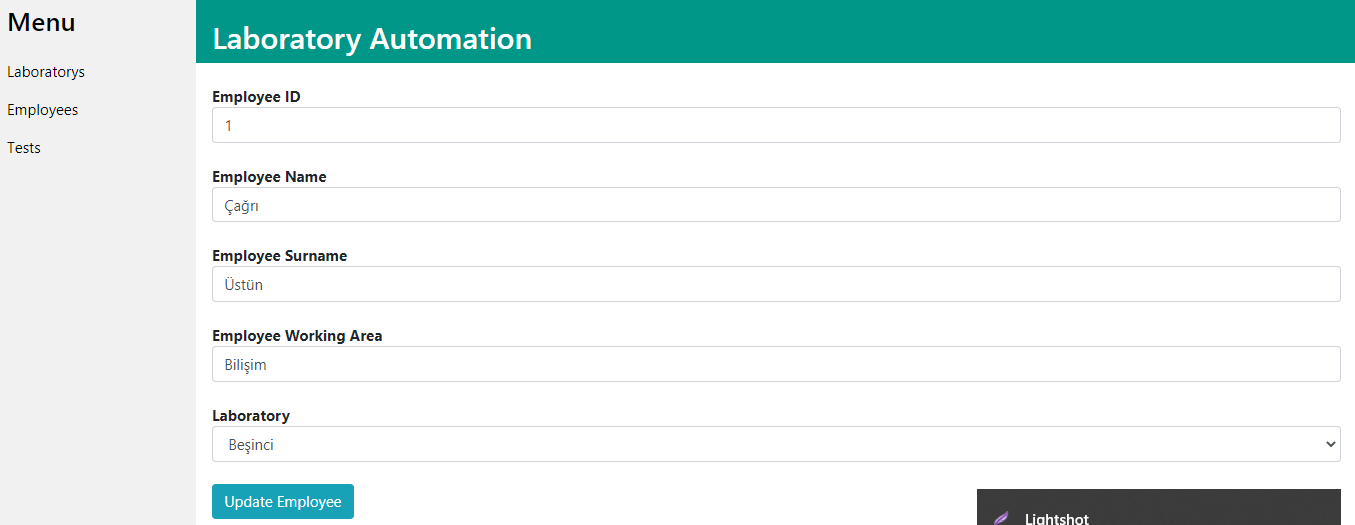 Menu
Laboratorys
Employees
Tests
Laboratory Automation
Employee ID
1
Employee Name
Çağrı
Employee Surname
Üstün
Employee Working Area
Bilişim
Laboratory
Beşinci
Update Employee
Lightshot